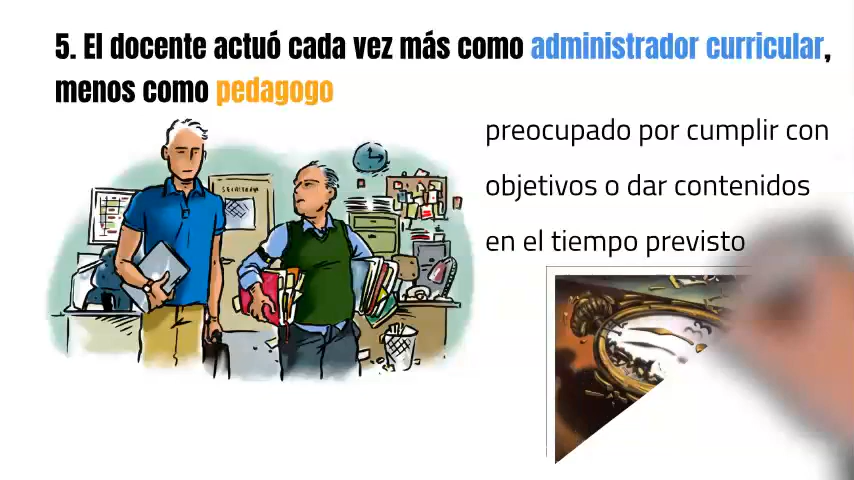 5. El docente actuó cada vez más como administrador curricular,
menos como pedagogo
preocupado por cumplir con
objetivos o dar contenidos
en el tiempo previsto